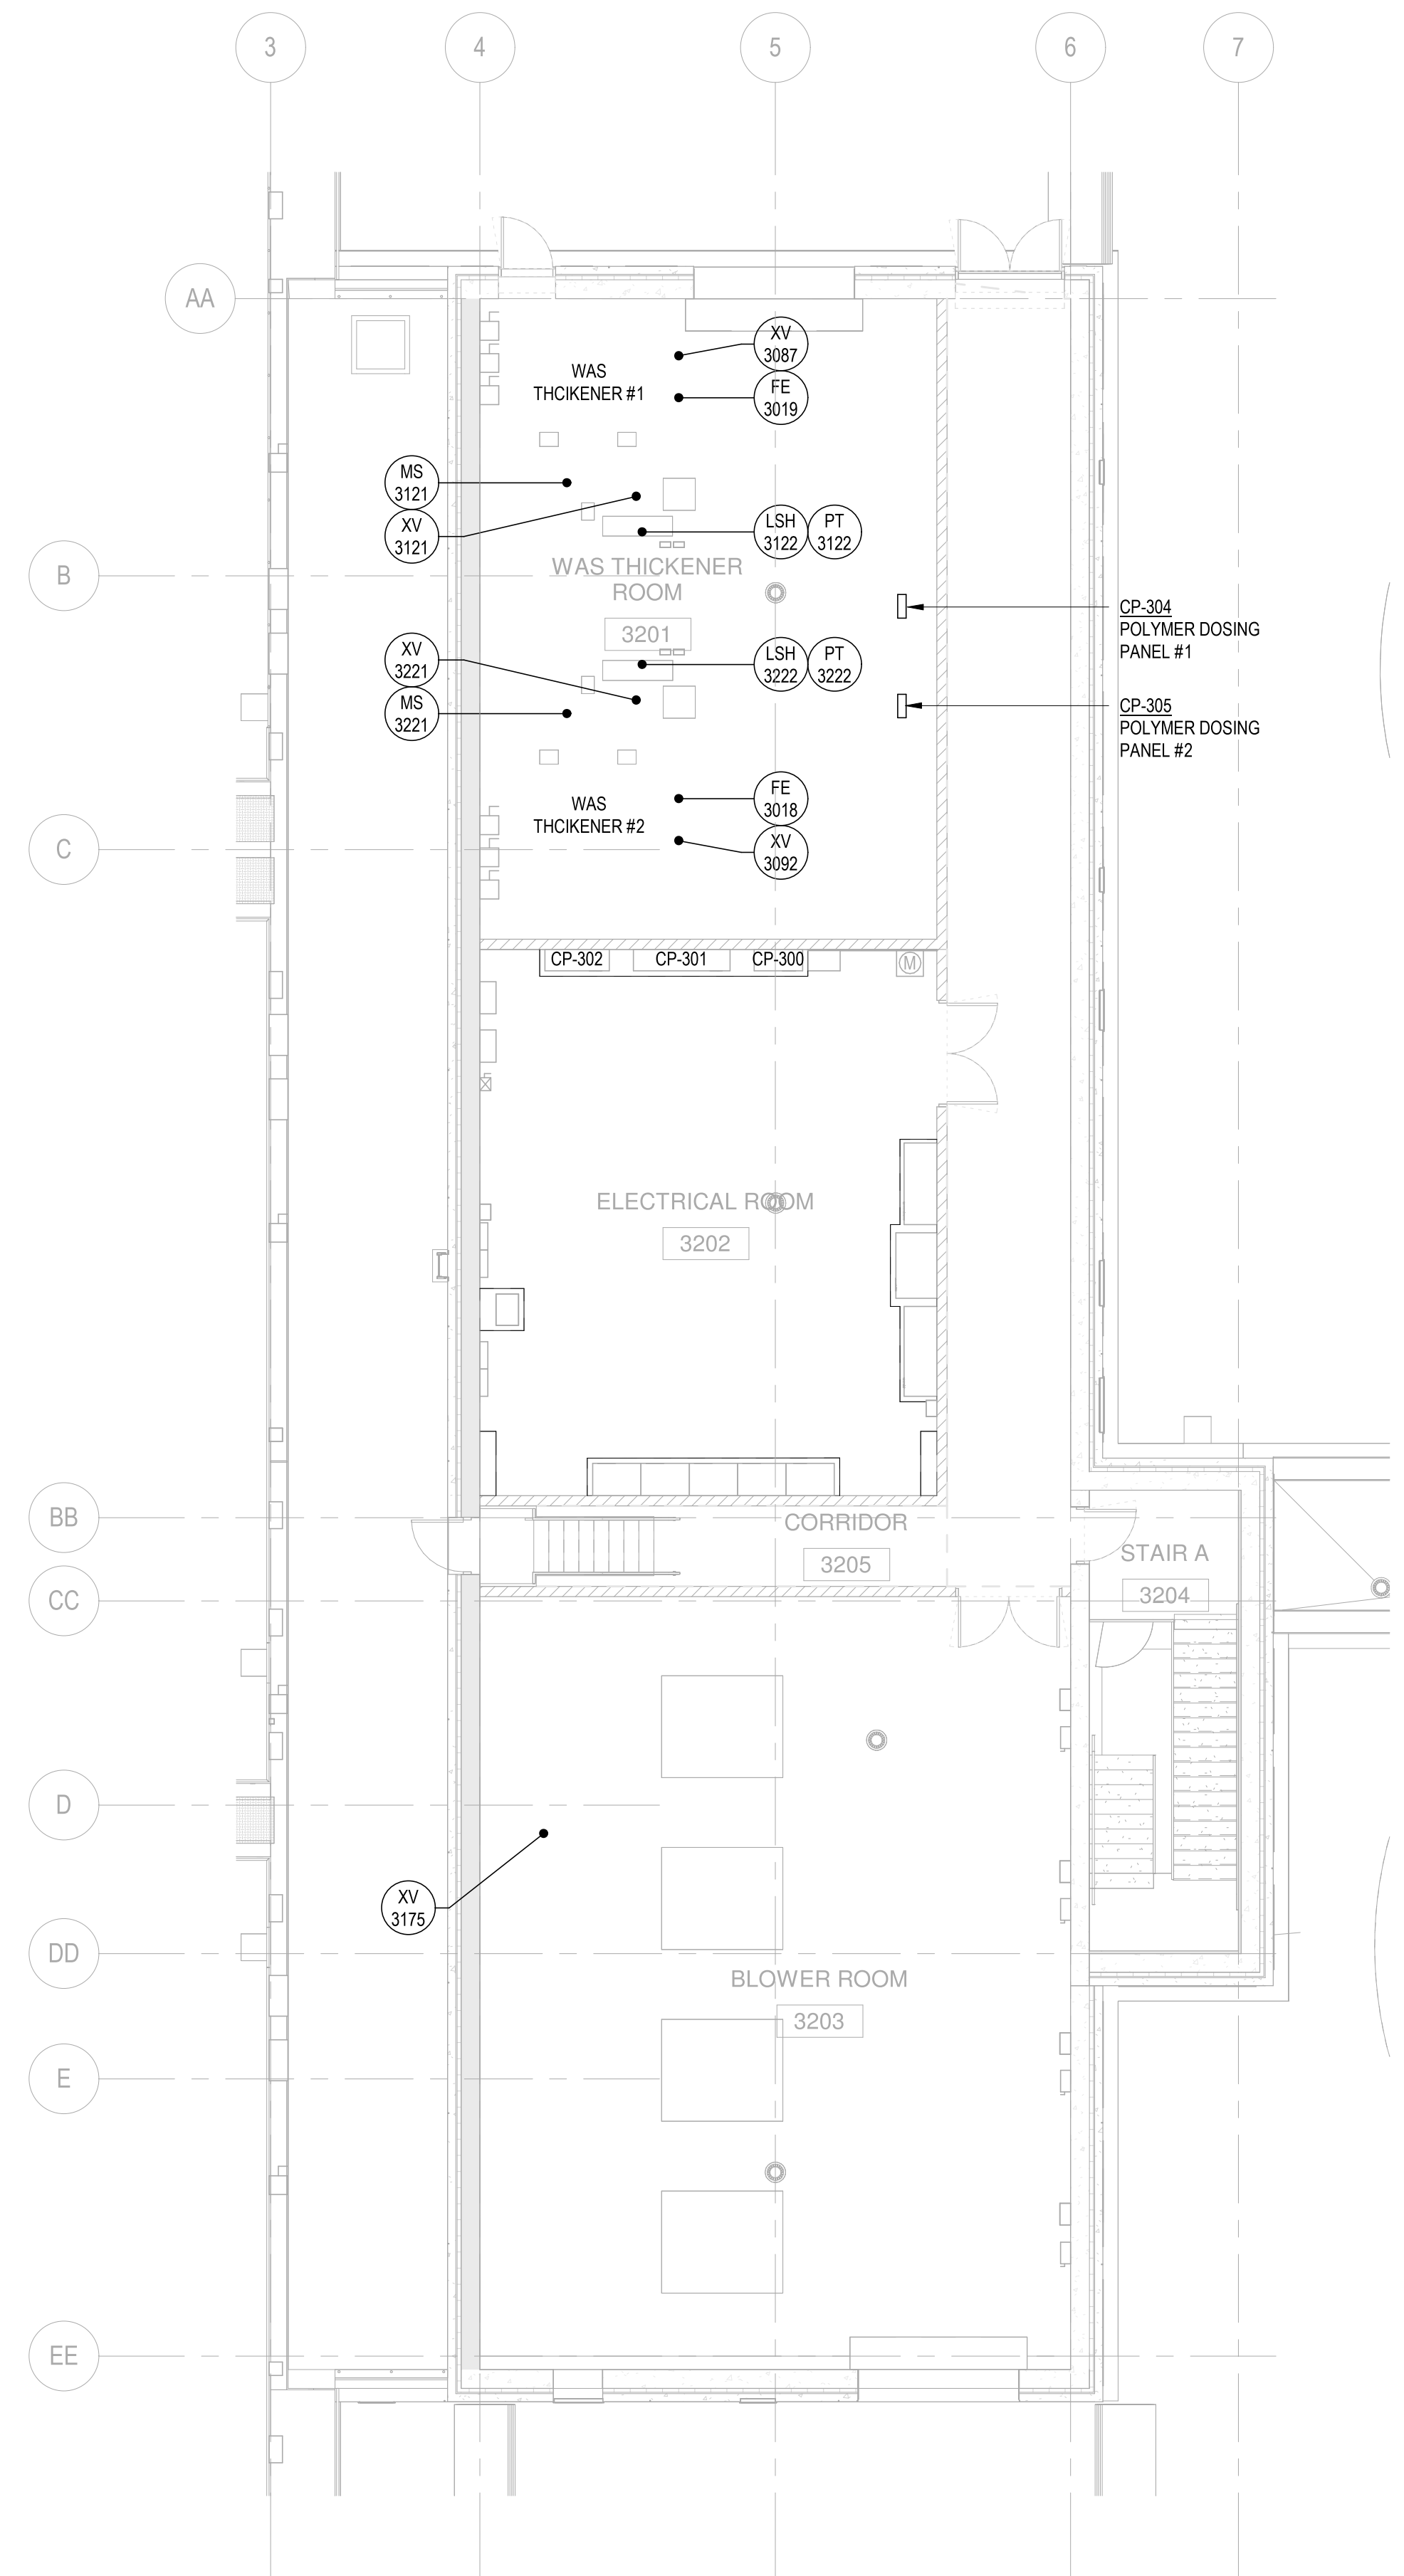 3
4
5
6
7
AA
XV
3087
WAS
THCIKENER #1
FE
3019
MS
3121
XV
3121
LSH
3122
PT
3122
B
WAS THICKENER
ROOM
3201
CP-304
POLYMER DOSING
PANEL #1
XV
3221
MS
3221
LSH
3222
PT
3222
CP-305
POLYMER DOSING
PANEL #2
FE
3018
WAS
THCIKENER #2
C
XV
3092
CP-302
CP-301
CP-300
M
ELECTRICAL ROOM
3202
BB
CORRIDOR
3205
STAIR A
3204
CC
D
XV
3175
DD
BLOWER ROOM
3203
E
EE